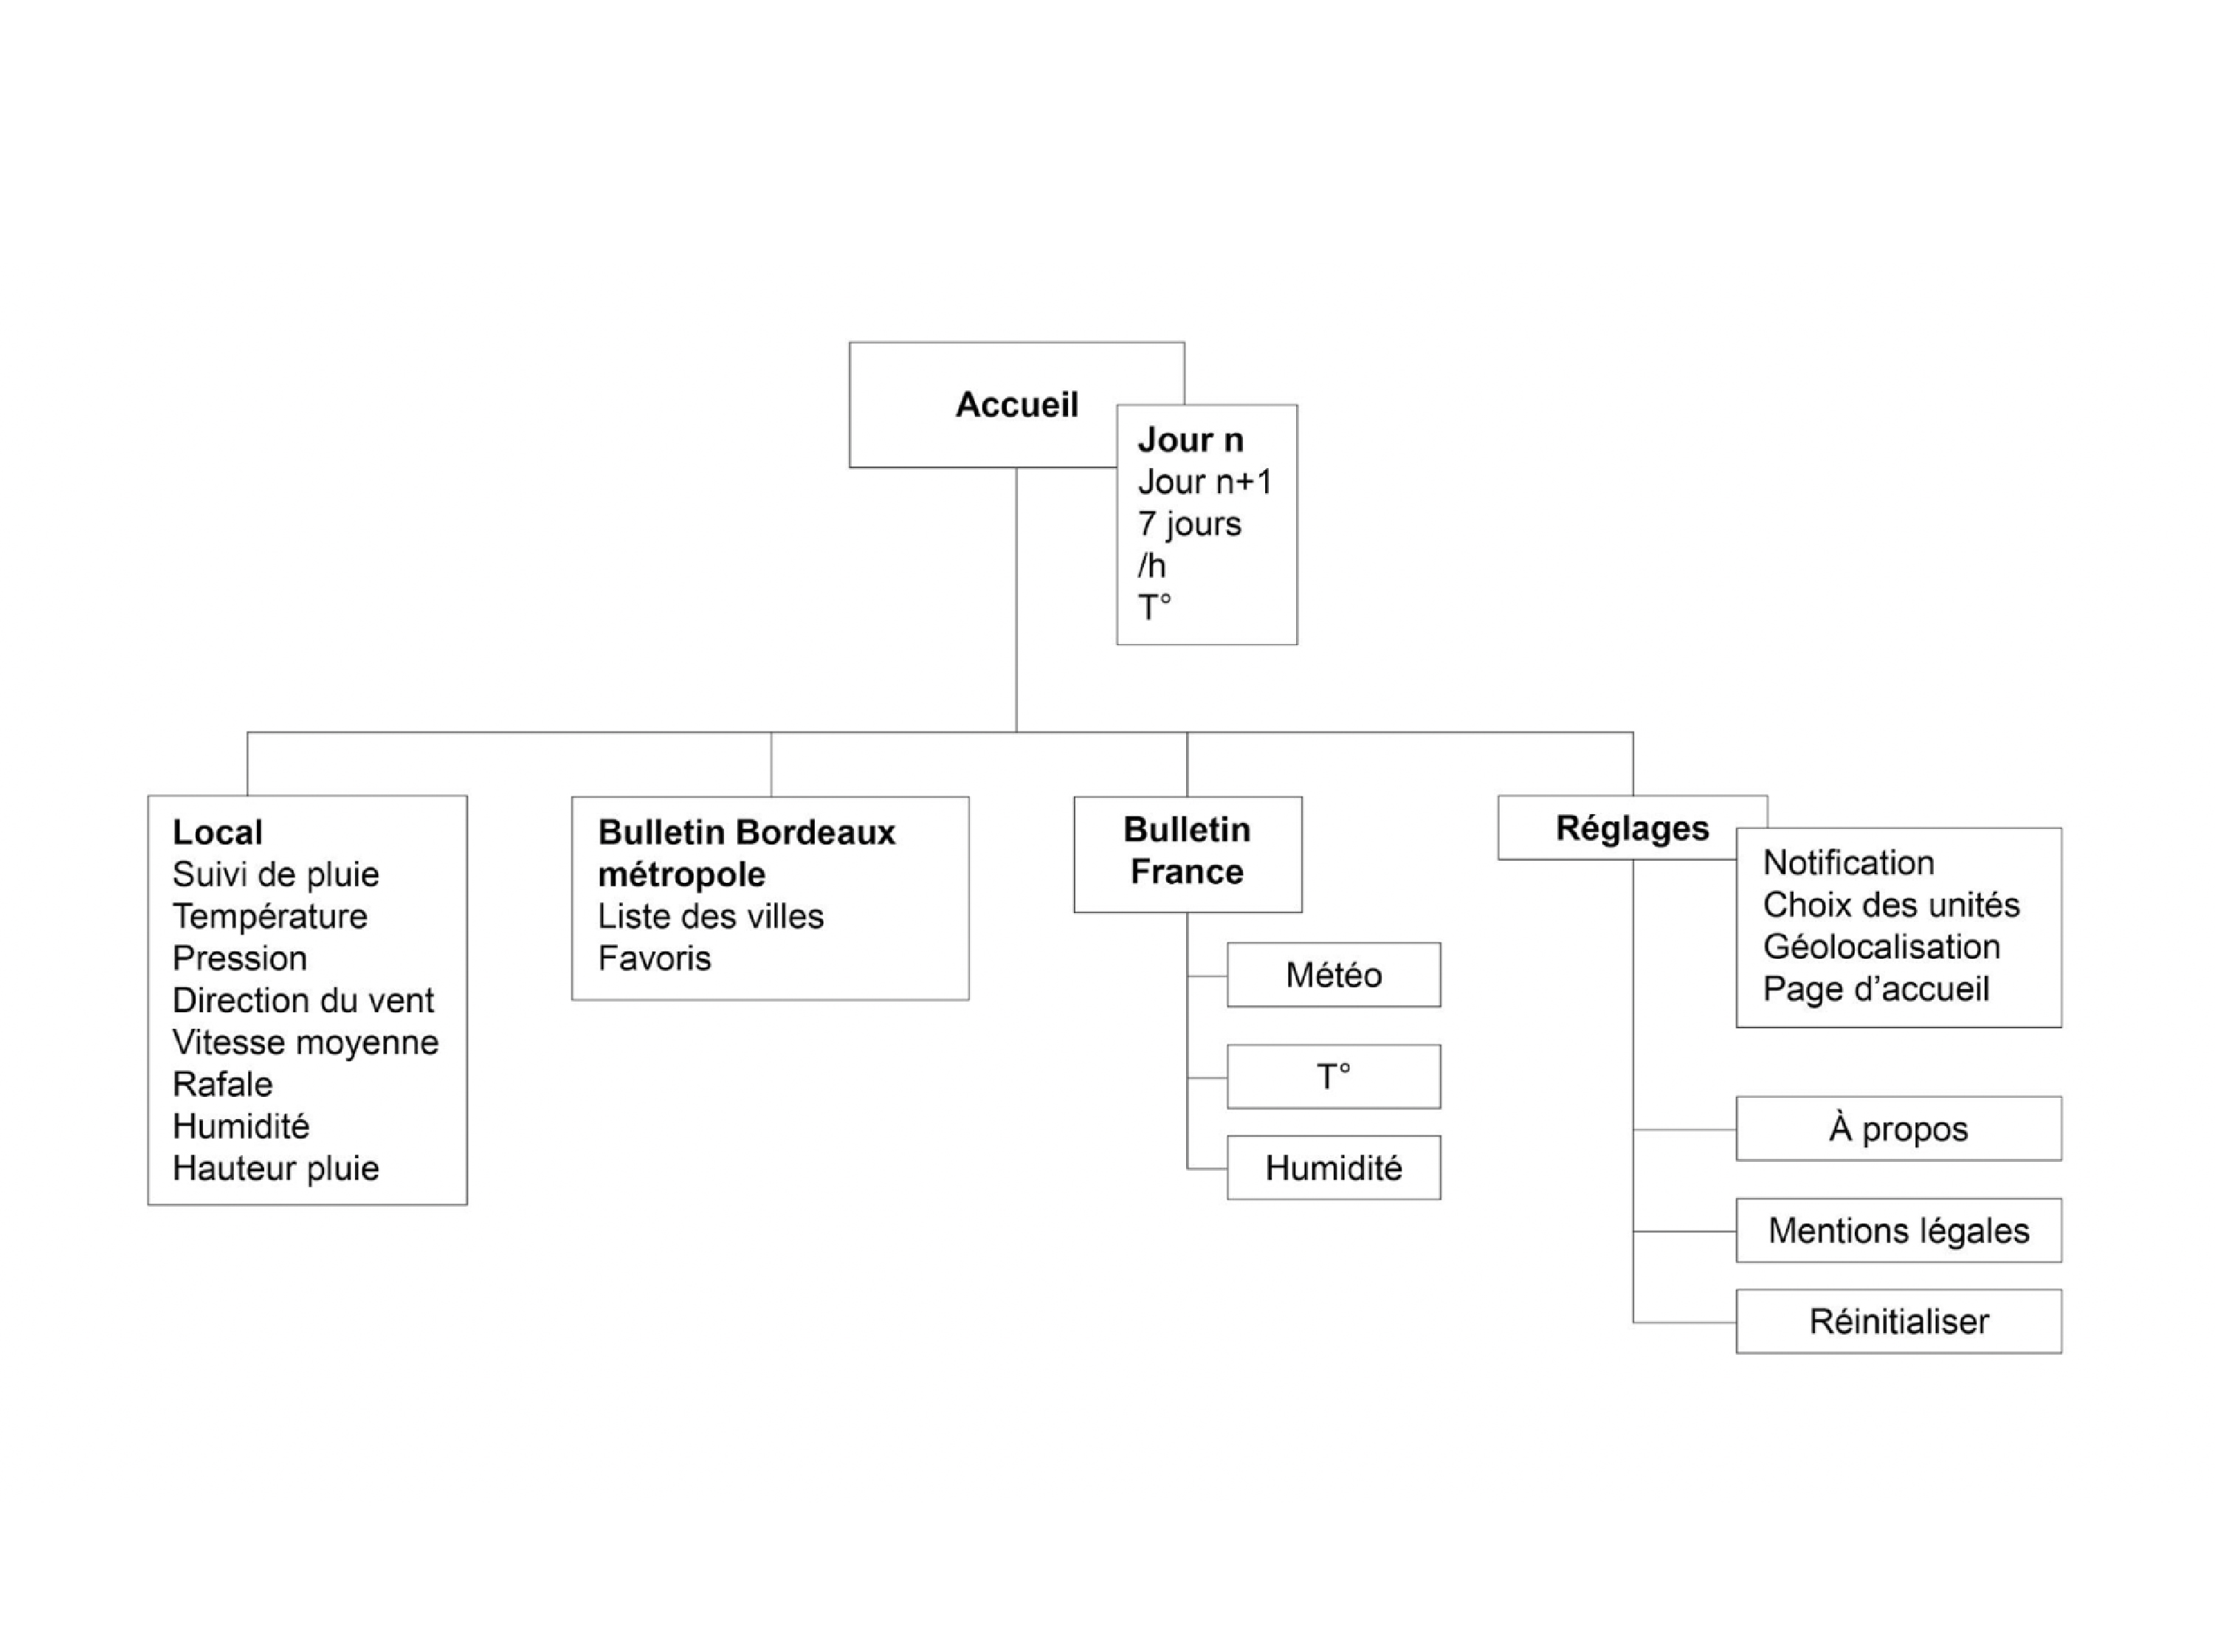 Accueil
Jour n
Jour n+1
7 jours
/h
T°
Local
Suivi de pluie
Température
Pression
Direction du vent
Vitesse moyenne
Rafale
Humidité
Hauteur pluie
Bulletin Bordeaux
métropole
Liste des villes
Favoris
Bulletin
France
Météo
T°
Humidité
Réglages
Notification
Choix des unités
Géolocalisation
Page d’accueil
À propos
Mentions légales
Réinitialiser